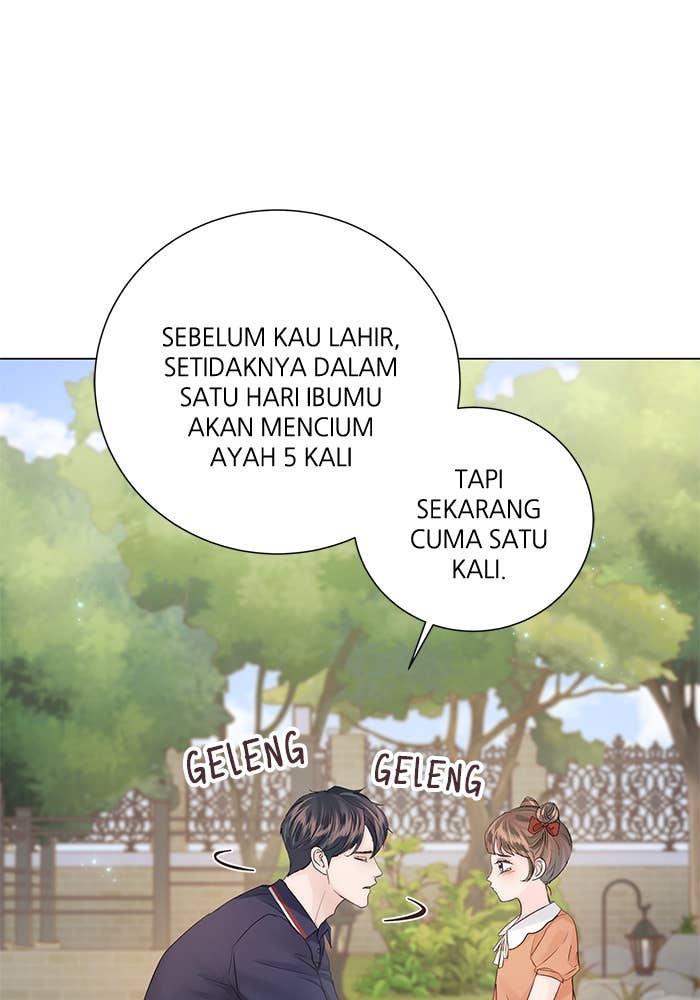 SEBELUM KAU LAHIR,
SETIDAKNYA DALAM
SATU HARI IBUMU
AKAN MENCIUM
AYAH 5 KALI
TAPI
SEKARANG
CUMA SATU
KALI.
GELENG
GELENG